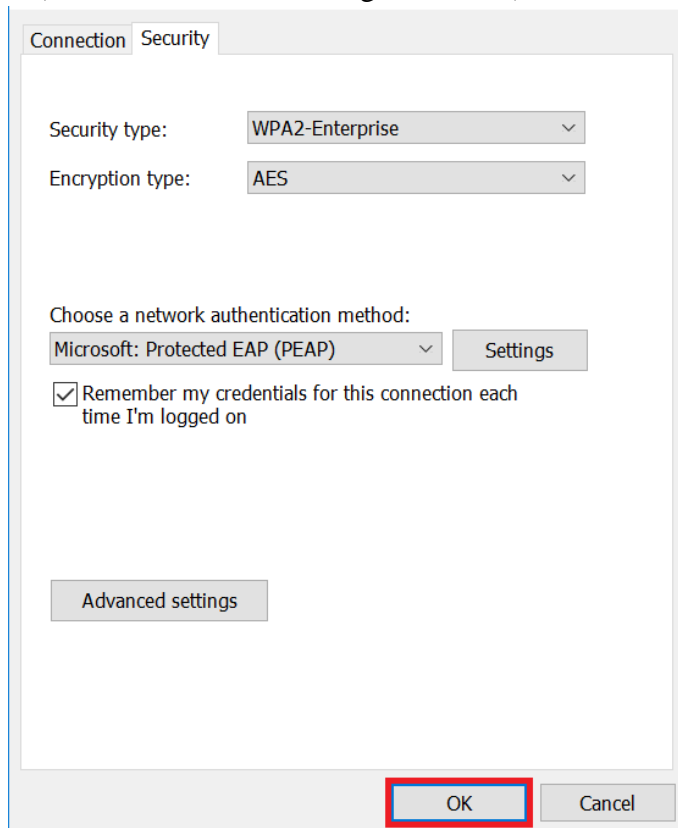 Connection Security
Security type: WPA2-Enterprise
Encryption type: AES
Choose a network authentication method:
Microsoft: Protected EAP (PEAP) Settings
Remember my credentials for this connection each
time I'm logged on
Advanced settings
OK Cancel